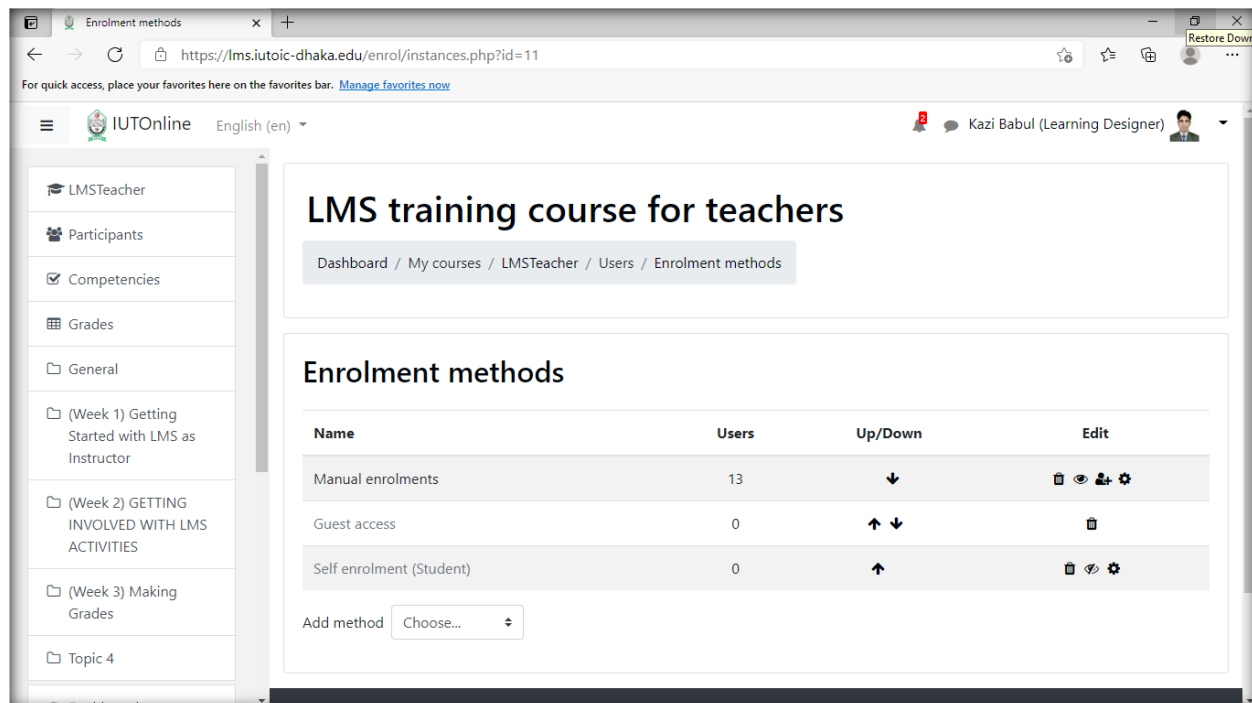 Enrolment methods
Restore Down
https://lms.iutoic-dhaka.edu/enrol/instances.php?id=11
For quick access, place your favorites here on the favorites bar. Manage favorites now
IUTOnline English (en)
2
Kazi Babul (Learning Designer)
LMSTeacher
Participants
Competencies
Grades
General
(Week 1) Getting
Started with LMS as
Instructor
(Week 2) GETTING
INVOLVED WITH LMS
ACTIVITIES
(Week 3) Making
Grades
Topic 4
LMS training course for teachers
Dashboard / My courses / LMSTeacher / Users / Enrolment methods
Enrolment methods
Name Users Up/Down Edit
Manual enrolments 13
Guest access 0
Self enrolment (Student) 0
Add method Choose...